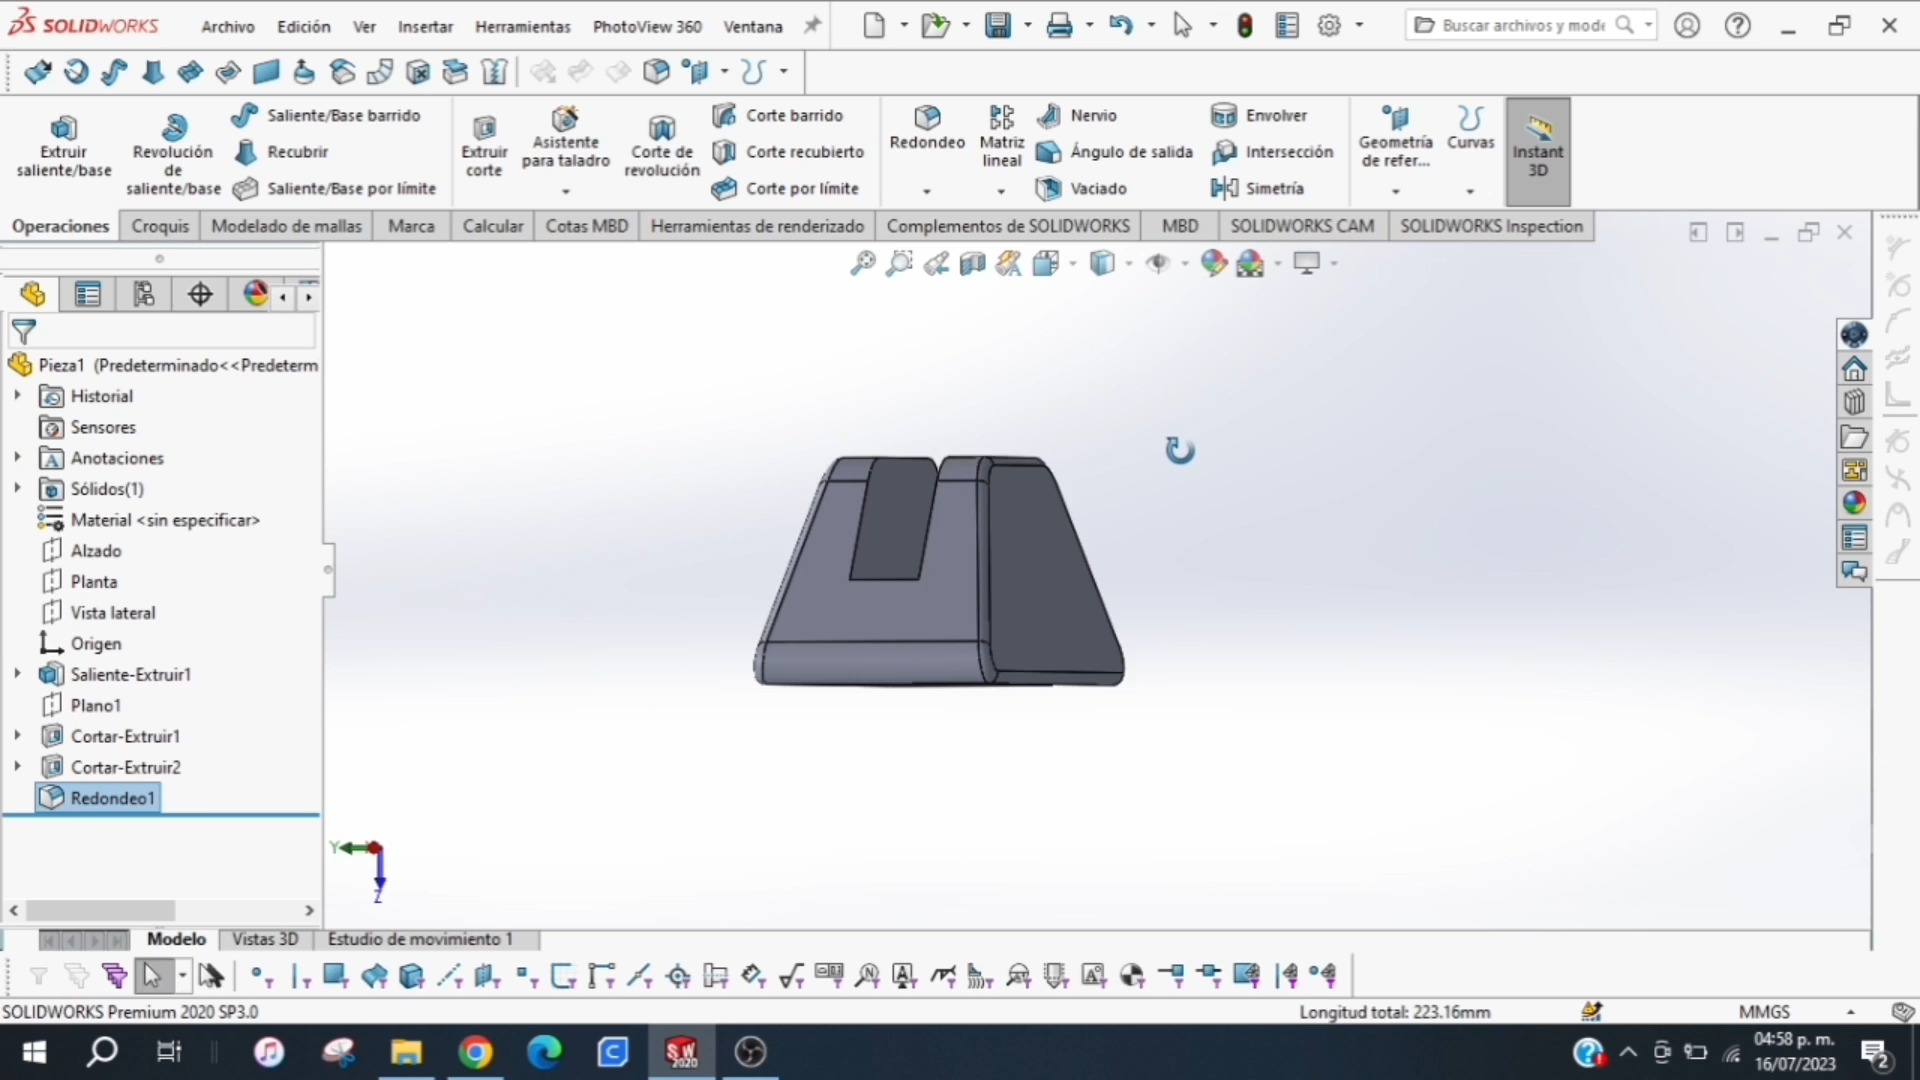 SOLIDWORKS
Archivo Edición Ver Insertar Herramientas PhotoView 360 Ventana
Buscar archivos y mode
Extruir saliente/base
Revolución de saliente/base
Saliente/Base barrido
Recubrir
Saliente/Base por límite
Extruir corte
Asistente para taladro
Corte de revolución
Corte barrido
Corte recubierto
Corte por límite
Redondeo
Matriz lineal
Nervio
Ángulo de salida
Vaciado
Envolver
Intersección
Simetría
Geometría de refer...
Curvas
Instant 3D
Operaciones Croquis Modelado de mallas Marca Calcular Cotas MBD Herramientas de renderizado Complementos de SOLIDWORKS MBD SOLIDWORKS CAM SOLIDWORKS Inspection
Pieza1 (Predeterminado<<Predeterm
Historial
Sensores
Anotaciones
Sólidos(1)
Material <sin especificar>
Alzado
Planta
Vista lateral
Origen
Saliente-Extruir1
Plano1
Cortar-Extruir1
Cortar-Extruir2
Redondeo1
Y
Z
Modelo Vistas 3D Estudio de movimiento 1
SOLIDWORKS Premium 2020 SP3.0 Longitud total: 223.16mm MMGS
SW
2020
04:58 p. m.
16/07/2023
2